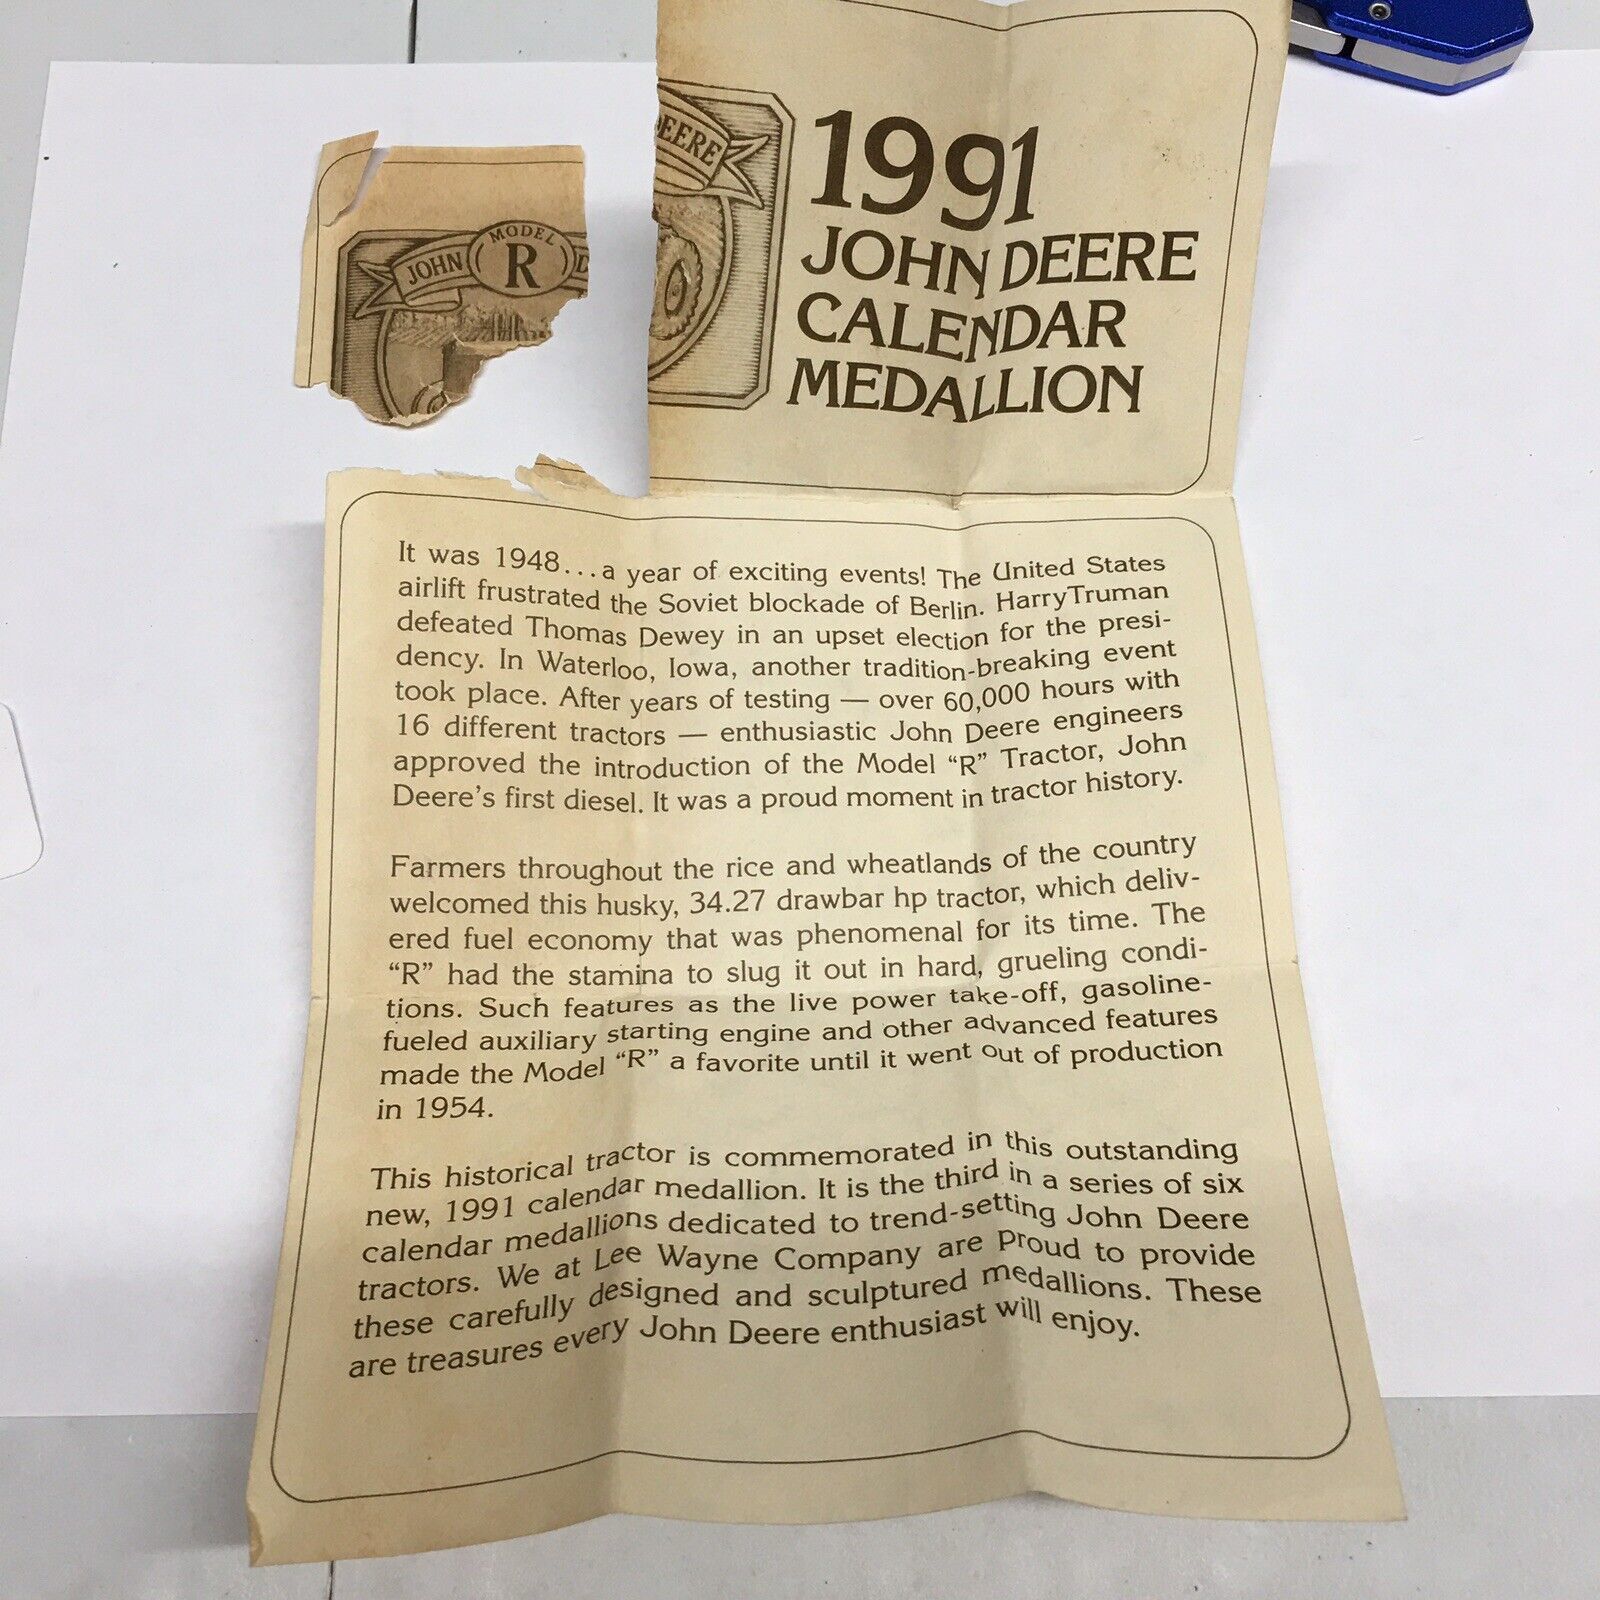 MODEL
JOHN R D
EERE
1991
JOHN DEERE
CALENDAR
MEDALLION
It was 1948...a year of exciting events! The United States
airlift frustrated the Soviet blockade of Berlin. Harry Truman
defeated Thomas Dewey in an upset election for the presi-
dency. In Waterloo, Iowa, another tradition-breaking event
took place. After years of testing — over 60,000 hours with
16 different tractors — enthusiastic John Deere engineers
approved the introduction of the Model “R” Tractor, John
Deere's first diesel. It was a proud moment in tractor history.
Farmers throughout the rice and wheatlands of the country
welcomed this husky, 34.27 drawbar hp tractor, which deliv-
ered fuel economy that was phenomenal for its time. The
“R” had the stamina to slug it out in hard, grueling condi-
tions. Such features as the live power take-off, gasoline-
fueled auxiliary starting engine and other advanced features
made the Model “R” a favorite until it went out of production
in 1954.
This historical tractor is commemorated in this outstanding
new, 1991 calendar medallion. It is the third in a series of six
calendar medallions dedicated to trend-setting John Deere
tractors. We at Lee Wayne Company are proud to provide
these carefully designed and sculptured medallions. These
are treasures every John Deere enthusiast will enjoy.